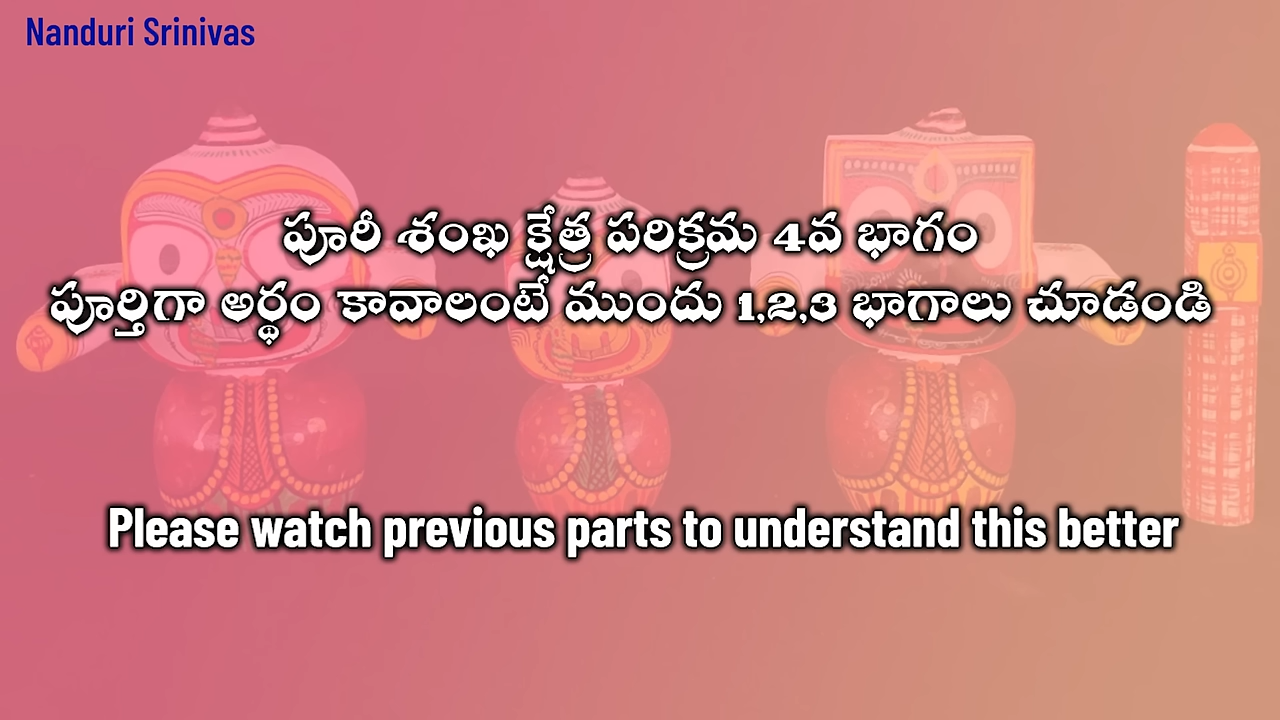 Nanduri Srinivas
పూరీ శంఖ క్షేత్ర పరిక్రమ 4వ భాగం
పూర్తిగా అర్థం కావాలంటే ముందు 1,2,3 భాగాలు చూడండి
Please watch previous parts to understand this better